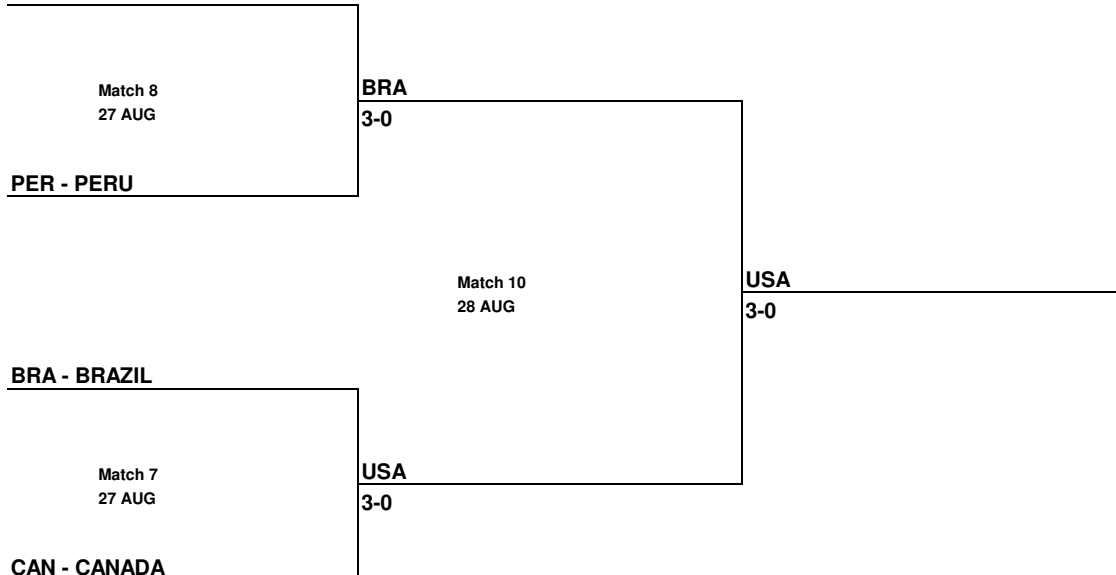 Match 8
27 AUG
BRA
3-0
PER - PERU
Match 10
28 AUG
USA
3-0
BRA - BRAZIL
Match 7
27 AUG
USA
3-0
CAN - CANADA